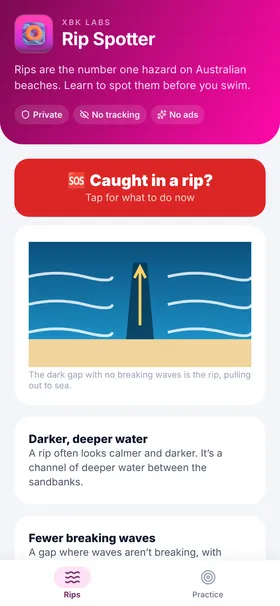 XBK LABS
Rip Spotter
Rips are the number one hazard on Australian
beaches. Learn to spot them before you swim.
Private
No tracking
No ads
🆘 Caught in a rip?
Tap for what to do now
The dark gap with no breaking waves is the rip, pulling
out to sea.
Darker, deeper water
A rip often looks calmer and darker. It’s a
channel of deeper water between the
sandbanks.
Fewer breaking waves
A gap where waves aren’t breaking, with
Rips
Practice